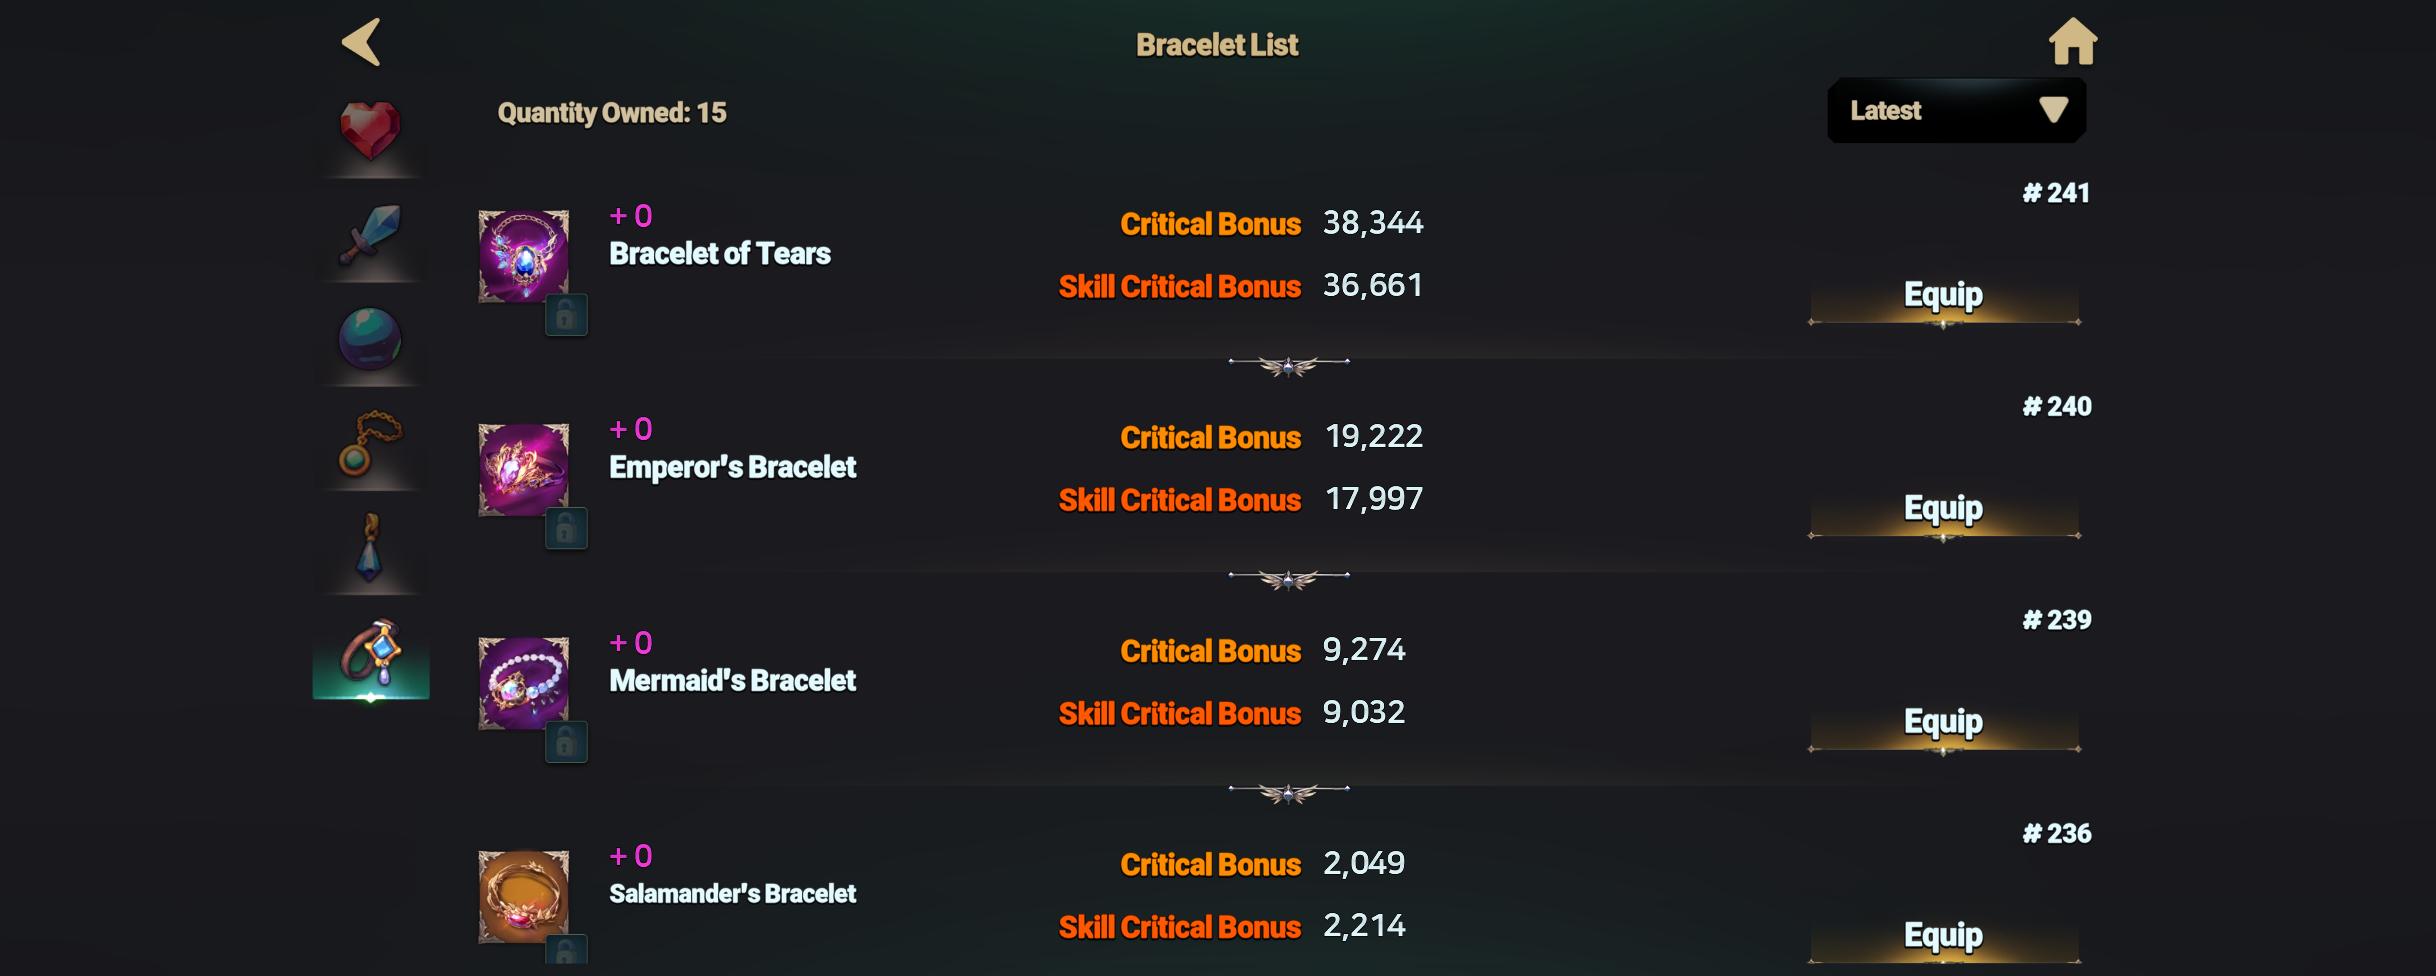 Bracelet List
Quantity Owned: 15
Latest
# 241
+ 0
Bracelet of Tears
Critical Bonus 38,344
Skill Critical Bonus 36,661
Equip
# 240
+ 0
Emperor's Bracelet
Critical Bonus 19,222
Skill Critical Bonus 17,997
Equip
# 239
+ 0
Mermaid's Bracelet
Critical Bonus 9,274
Skill Critical Bonus 9,032
Equip
# 236
+ 0
Salamander's Bracelet
Critical Bonus 2,049
Skill Critical Bonus 2,214
Equip